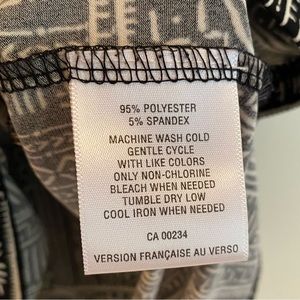 95% POLYESTER
5% SPANDEX
MACHINE WASH COLD
GENTLE CYCLE
WITH LIKE COLORS
ONLY NON-CHLORINE
BLEACH WHEN NEEDED
TUMBLE DRY LOW
COOL IRON WHEN NEEDED
CA 00234
VERSION FRANÇAISE AU VERSO